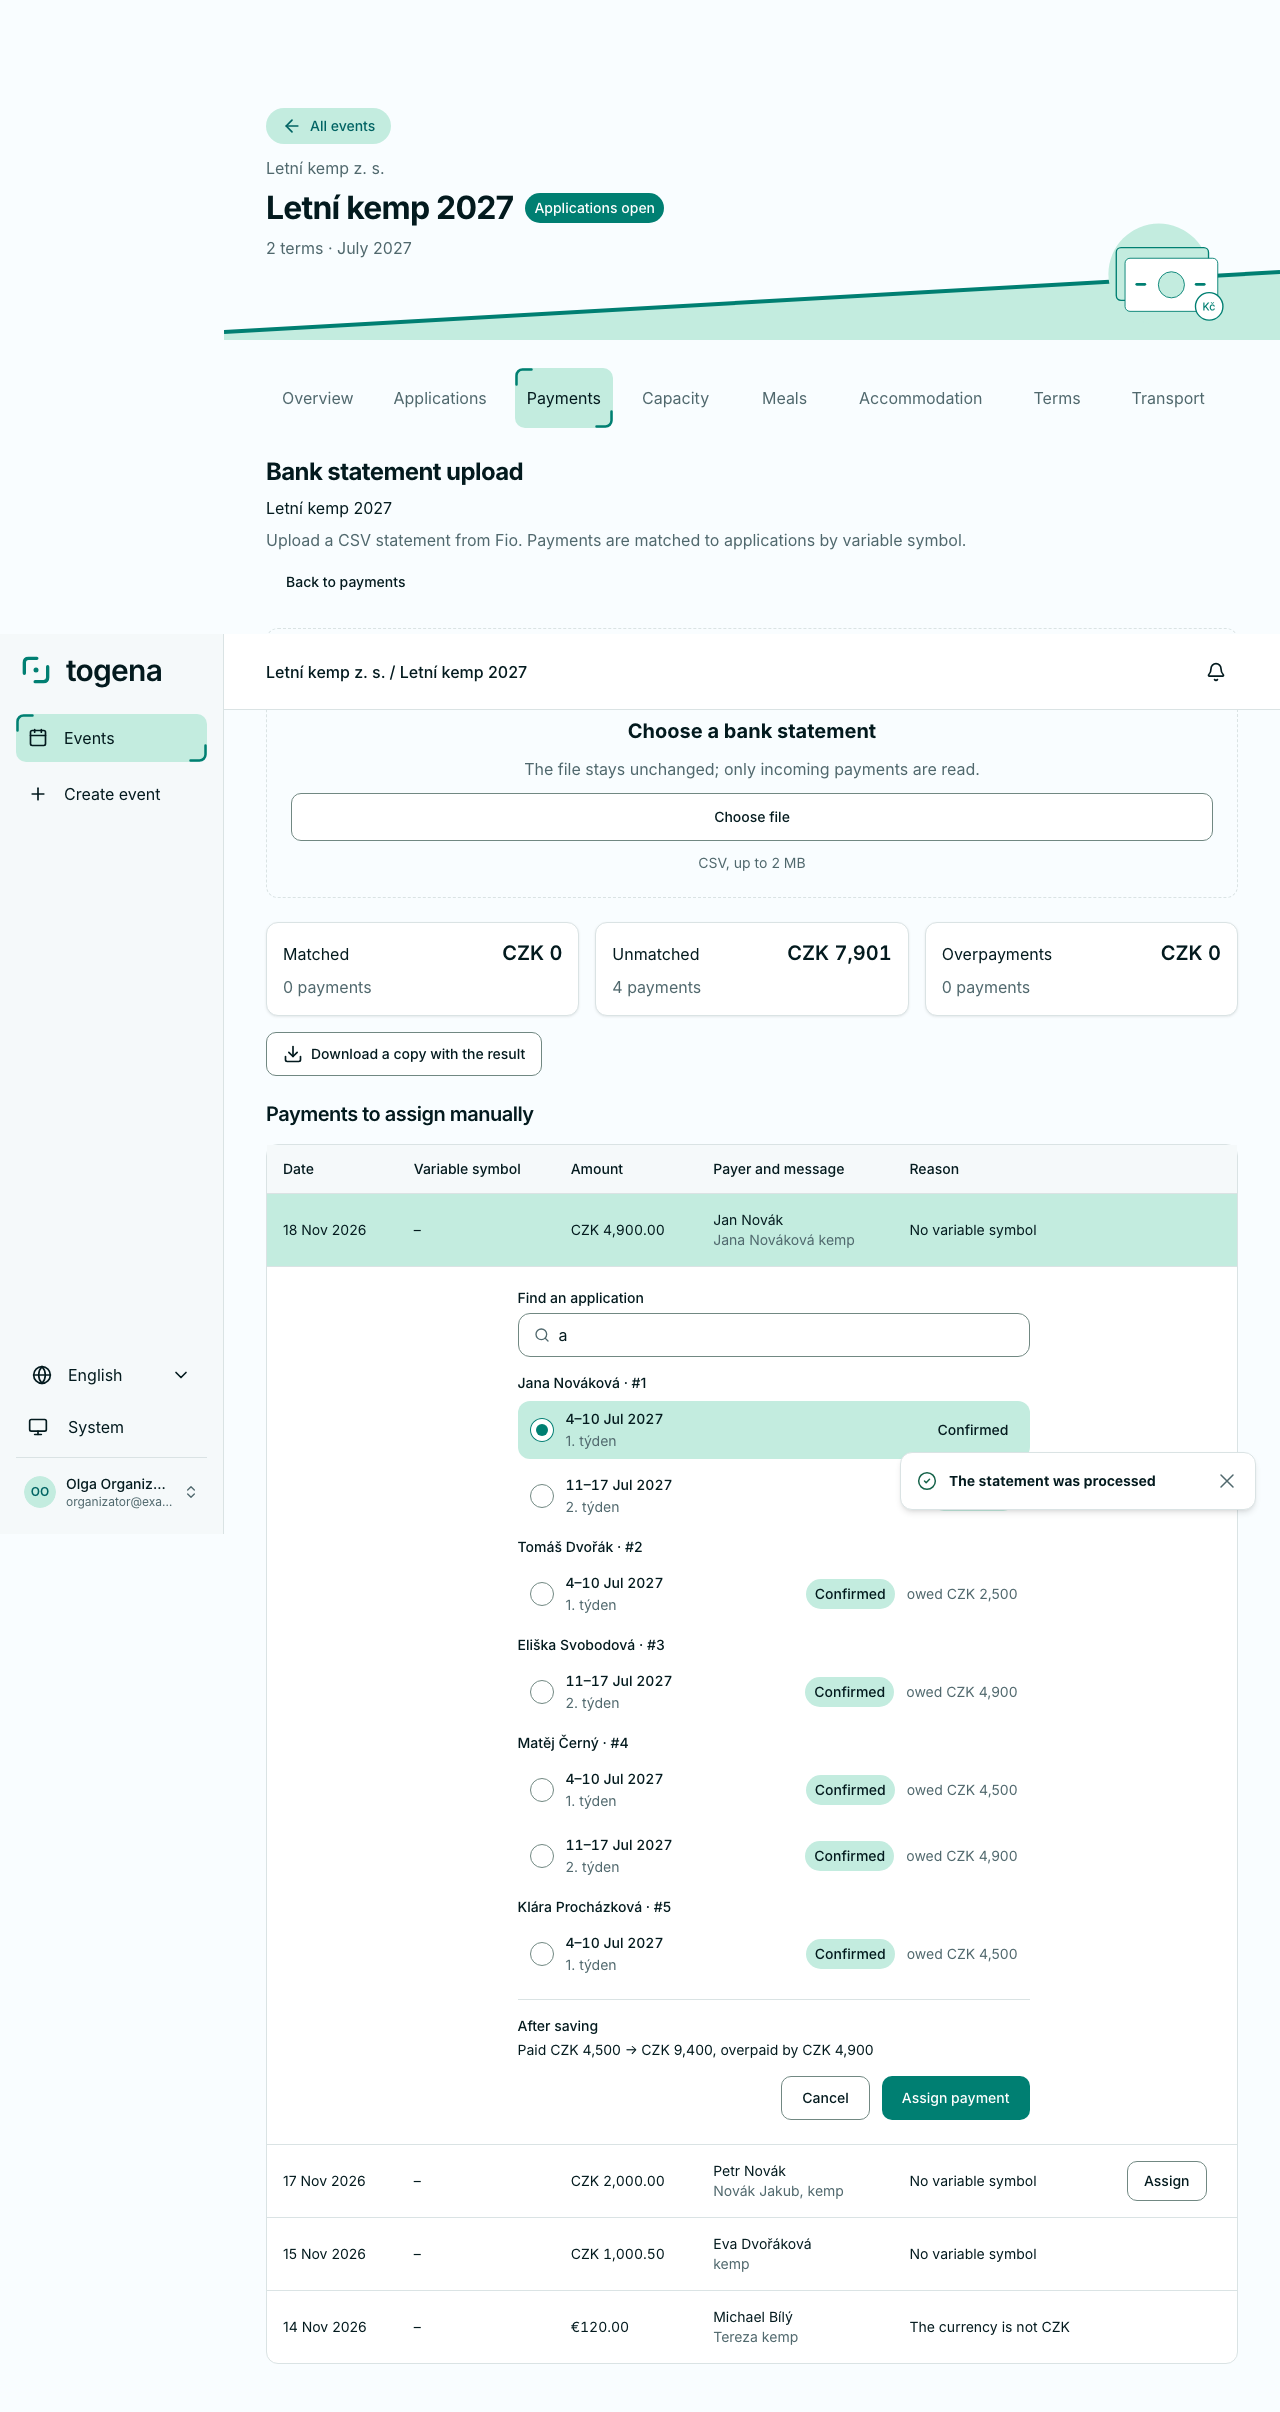 All events
Letní kemp z. s.
Letní kemp 2027 Applications open
2 terms · July 2027
Kč
Overview Applications Payments Capacity Meals Accommodation Terms Transport
Bank statement upload
Letní kemp 2027
Upload a CSV statement from Fio. Payments are matched to applications by variable symbol.
Back to payments
togena
Letní kemp z. s. / Letní kemp 2027
Events
Create event
English
System
OO
Olga Organiz...
organizator@exa...
Choose a bank statement
The file stays unchanged; only incoming payments are read.
Choose file
CSV, up to 2 MB
Matched CZK 0
0 payments
Unmatched CZK 7,901
4 payments
Overpayments CZK 0
0 payments
Download a copy with the result
Payments to assign manually
Date Variable symbol Amount Payer and message Reason
18 Nov 2026 – CZK 4,900.00 Jan Novák No variable symbol
Jana Nováková kemp
Find an application
a
Jana Nováková · #1
4–10 Jul 2027 Confirmed
1. týden
11–17 Jul 2027
2. týden
The statement was processed
Tomáš Dvořák · #2
4–10 Jul 2027 Confirmed owed CZK 2,500
1. týden
Eliška Svobodová · #3
11–17 Jul 2027 Confirmed owed CZK 4,900
2. týden
Matěj Černý · #4
4–10 Jul 2027 Confirmed owed CZK 4,500
1. týden
11–17 Jul 2027 Confirmed owed CZK 4,900
2. týden
Klára Procházková · #5
4–10 Jul 2027 Confirmed owed CZK 4,500
1. týden
After saving
Paid CZK 4,500 → CZK 9,400, overpaid by CZK 4,900
Cancel Assign payment
17 Nov 2026 – CZK 2,000.00 Petr Novák No variable symbol Assign
Novák Jakub, kemp
15 Nov 2026 – CZK 1,000.50 Eva Dvořáková No variable symbol
kemp
14 Nov 2026 – €120.00 Michael Bílý The currency is not CZK
Tereza kemp